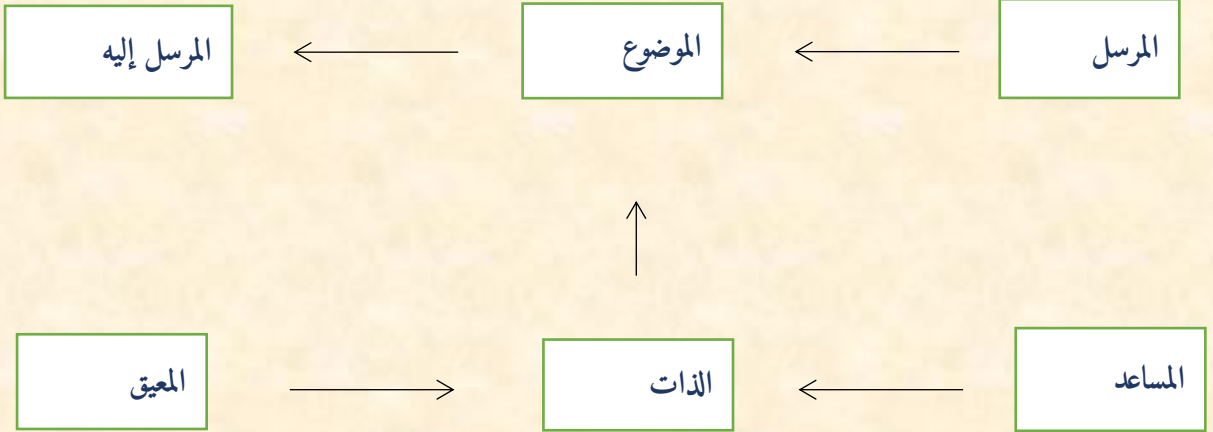 المرسل
الموضوع
المرسل إليه
المساعد
الذات
المعيق